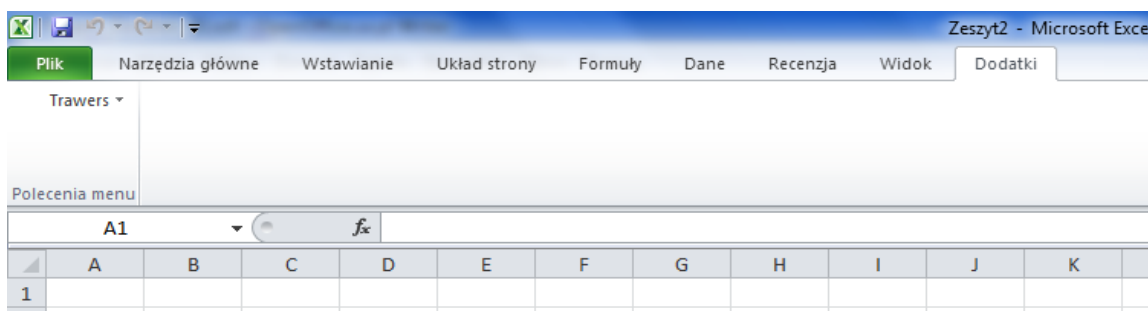 Zeszyt2 - Microsoft Exce
Plik Narzędzia główne Wstawianie Układ strony Formuły Dane Recenzja Widok Dodatki
Trawers
Polecenia menu
A1 fx
A B C D E F G H I J K
1